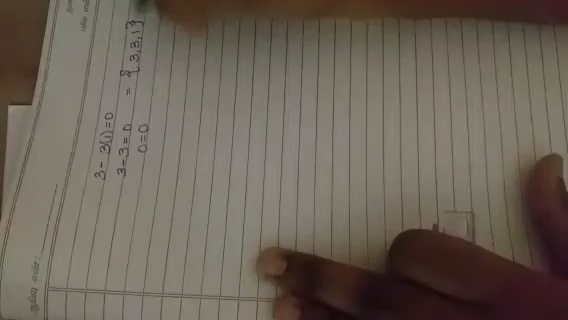 3 - 3(1) = 0
3 - 3 = 0 = {3, 3, 1}
0 = 0